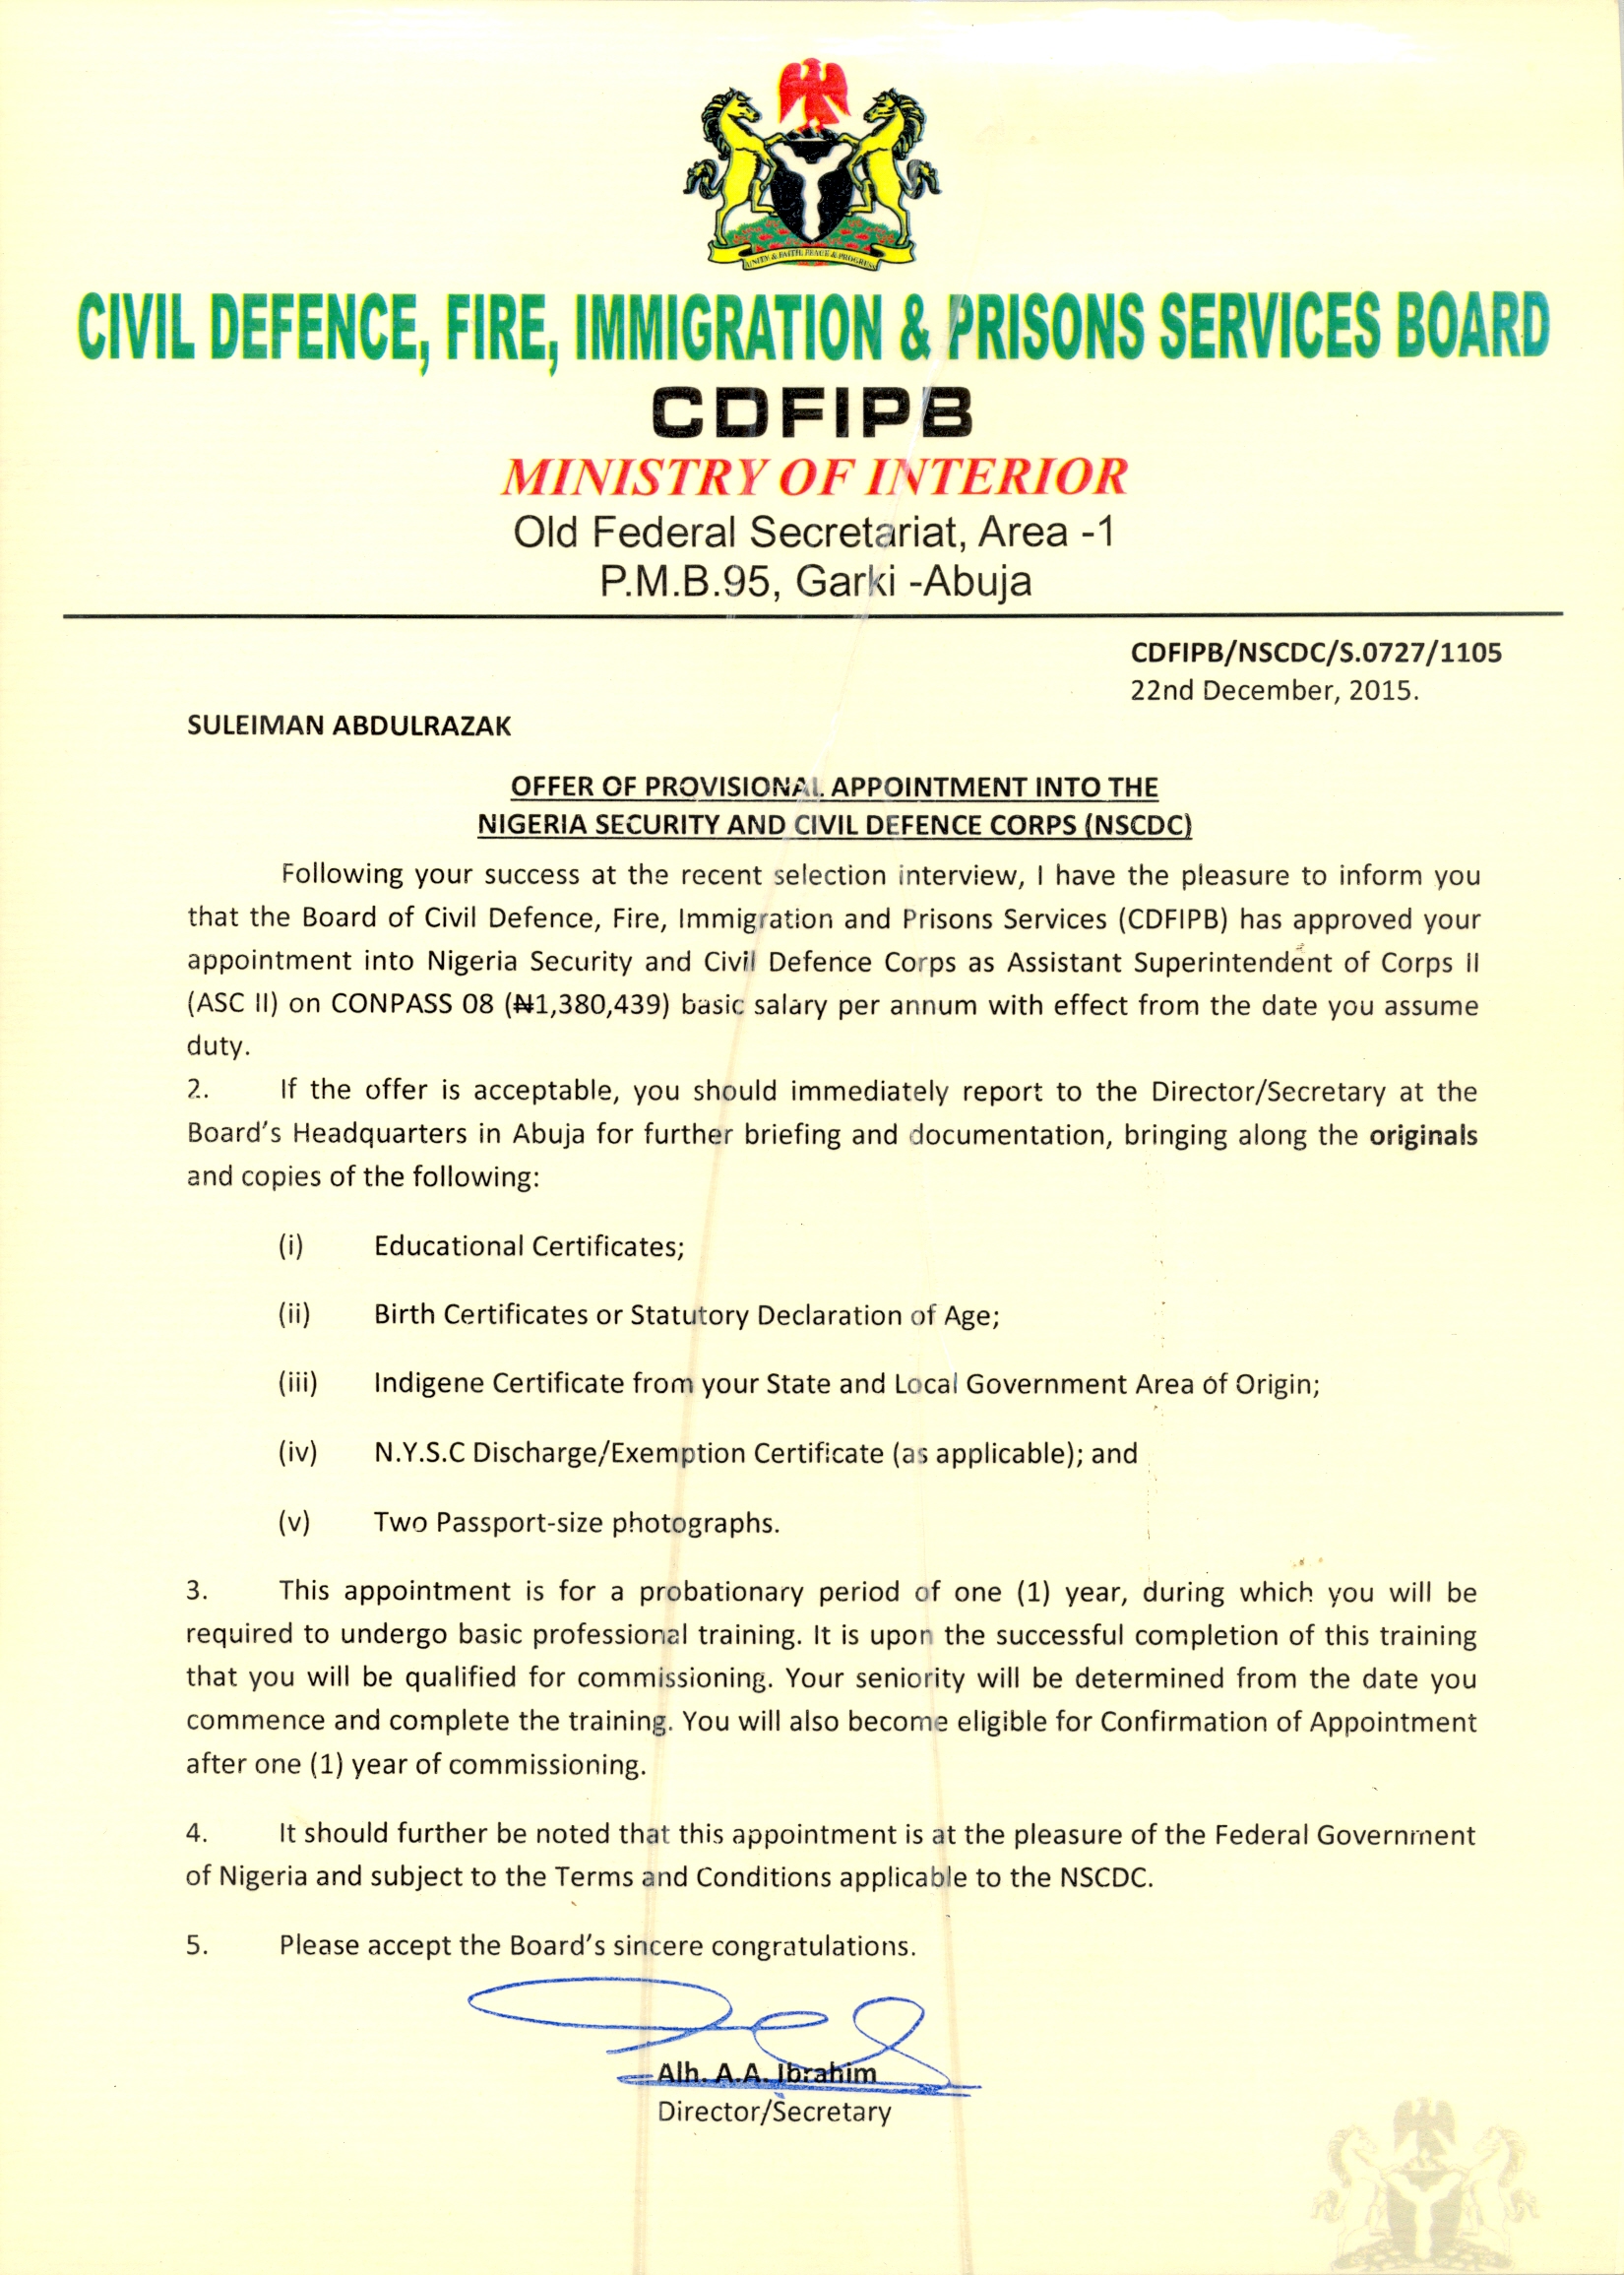 UNITY & FAITH, PEACE & PROGRESS
CIVIL DEFENCE, FIRE, IMMIGRATION & PRISONS SERVICES BOARD
CDFIPB
MINISTRY OF INTERIOR
Old Federal Secretariat, Area -1
P.M.B.95, Garki -Abuja
CDFIPB/NSCDC/S.0727/1105
22nd December, 2015.
SULEIMAN ABDULRAZAK
OFFER OF PROVISIONAL APPOINTMENT INTO THE
NIGERIA SECURITY AND CIVIL DEFENCE CORPS (NSCDC)
Following your success at the recent selection interview, I have the pleasure to inform you
that the Board of Civil Defence, Fire, Immigration and Prisons Services (CDFIPB) has approved your
appointment into Nigeria Security and Civil Defence Corps as Assistant Superintendent of Corps II
(ASC II) on CONPASS 08 (₦1,380,439) basic salary per annum with effect from the date you assume
duty.
2. If the offer is acceptable, you should immediately report to the Director/Secretary at the
Board's Headquarters in Abuja for further briefing and documentation, bringing along the originals
and copies of the following:
(i) Educational Certificates;
(ii) Birth Certificates or Statutory Declaration of Age;
(iii) Indigene Certificate from your State and Local Government Area of Origin;
(iv) N.Y.S.C Discharge/Exemption Certificate (as applicable); and
(v) Two Passport-size photographs.
3. This appointment is for a probationary period of one (1) year, during which you will be
required to undergo basic professional training. It is upon the successful completion of this training
that you will be qualified for commissioning. Your seniority will be determined from the date you
commence and complete the training. You will also become eligible for Confirmation of Appointment
after one (1) year of commissioning.
4. It should further be noted that this appointment is at the pleasure of the Federal Government
of Nigeria and subject to the Terms and Conditions applicable to the NSCDC.
5. Please accept the Board's sincere congratulations.
Alh. A.A. Ibrahim
Director/Secretary